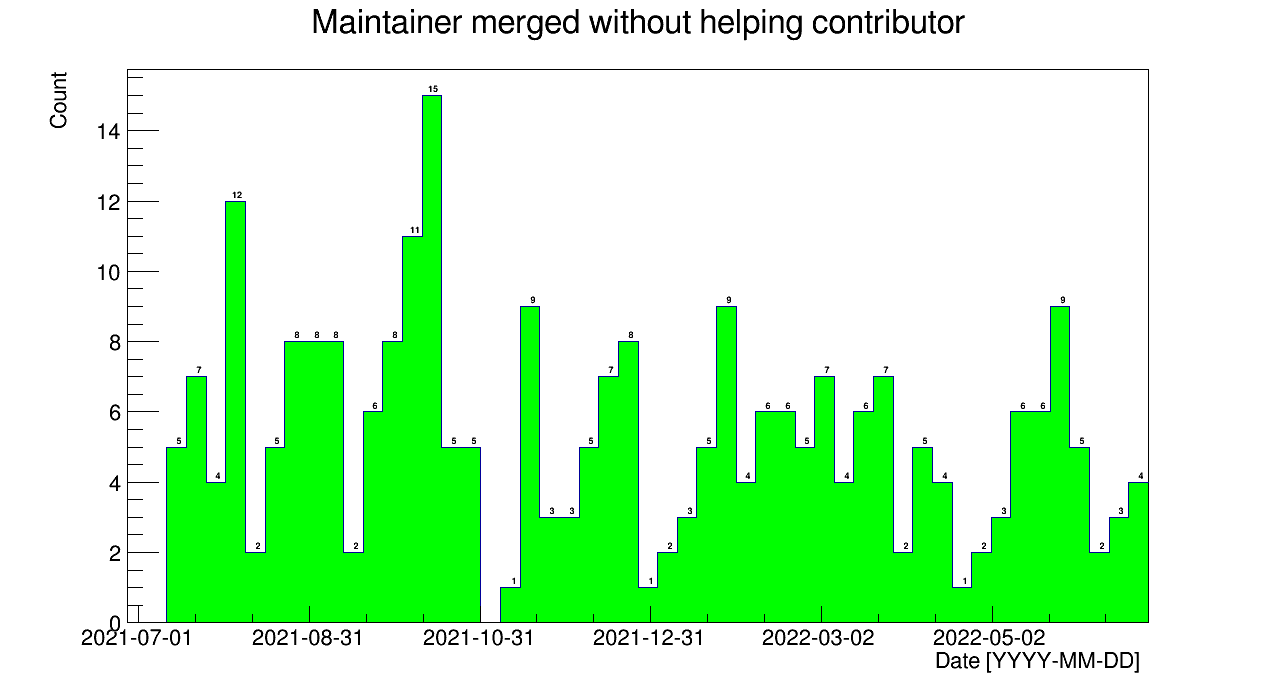 Maintainer merged without helping contributor
Count
14
12
10
8
6
4
2
0
5 7 4 12 2 5 8 8 8 2 6 8 11 15 5 5 1 9 3 3 5 7 8 1 2 3 5 9 4 6 6 5 7 4 6 7 2 5 4 1 2 3 6 6 9 5 2 3 4
2021-07-01 2021-08-31 2021-10-31 2021-12-31 2022-03-02 2022-05-02
Date [YYYY-MM-DD]